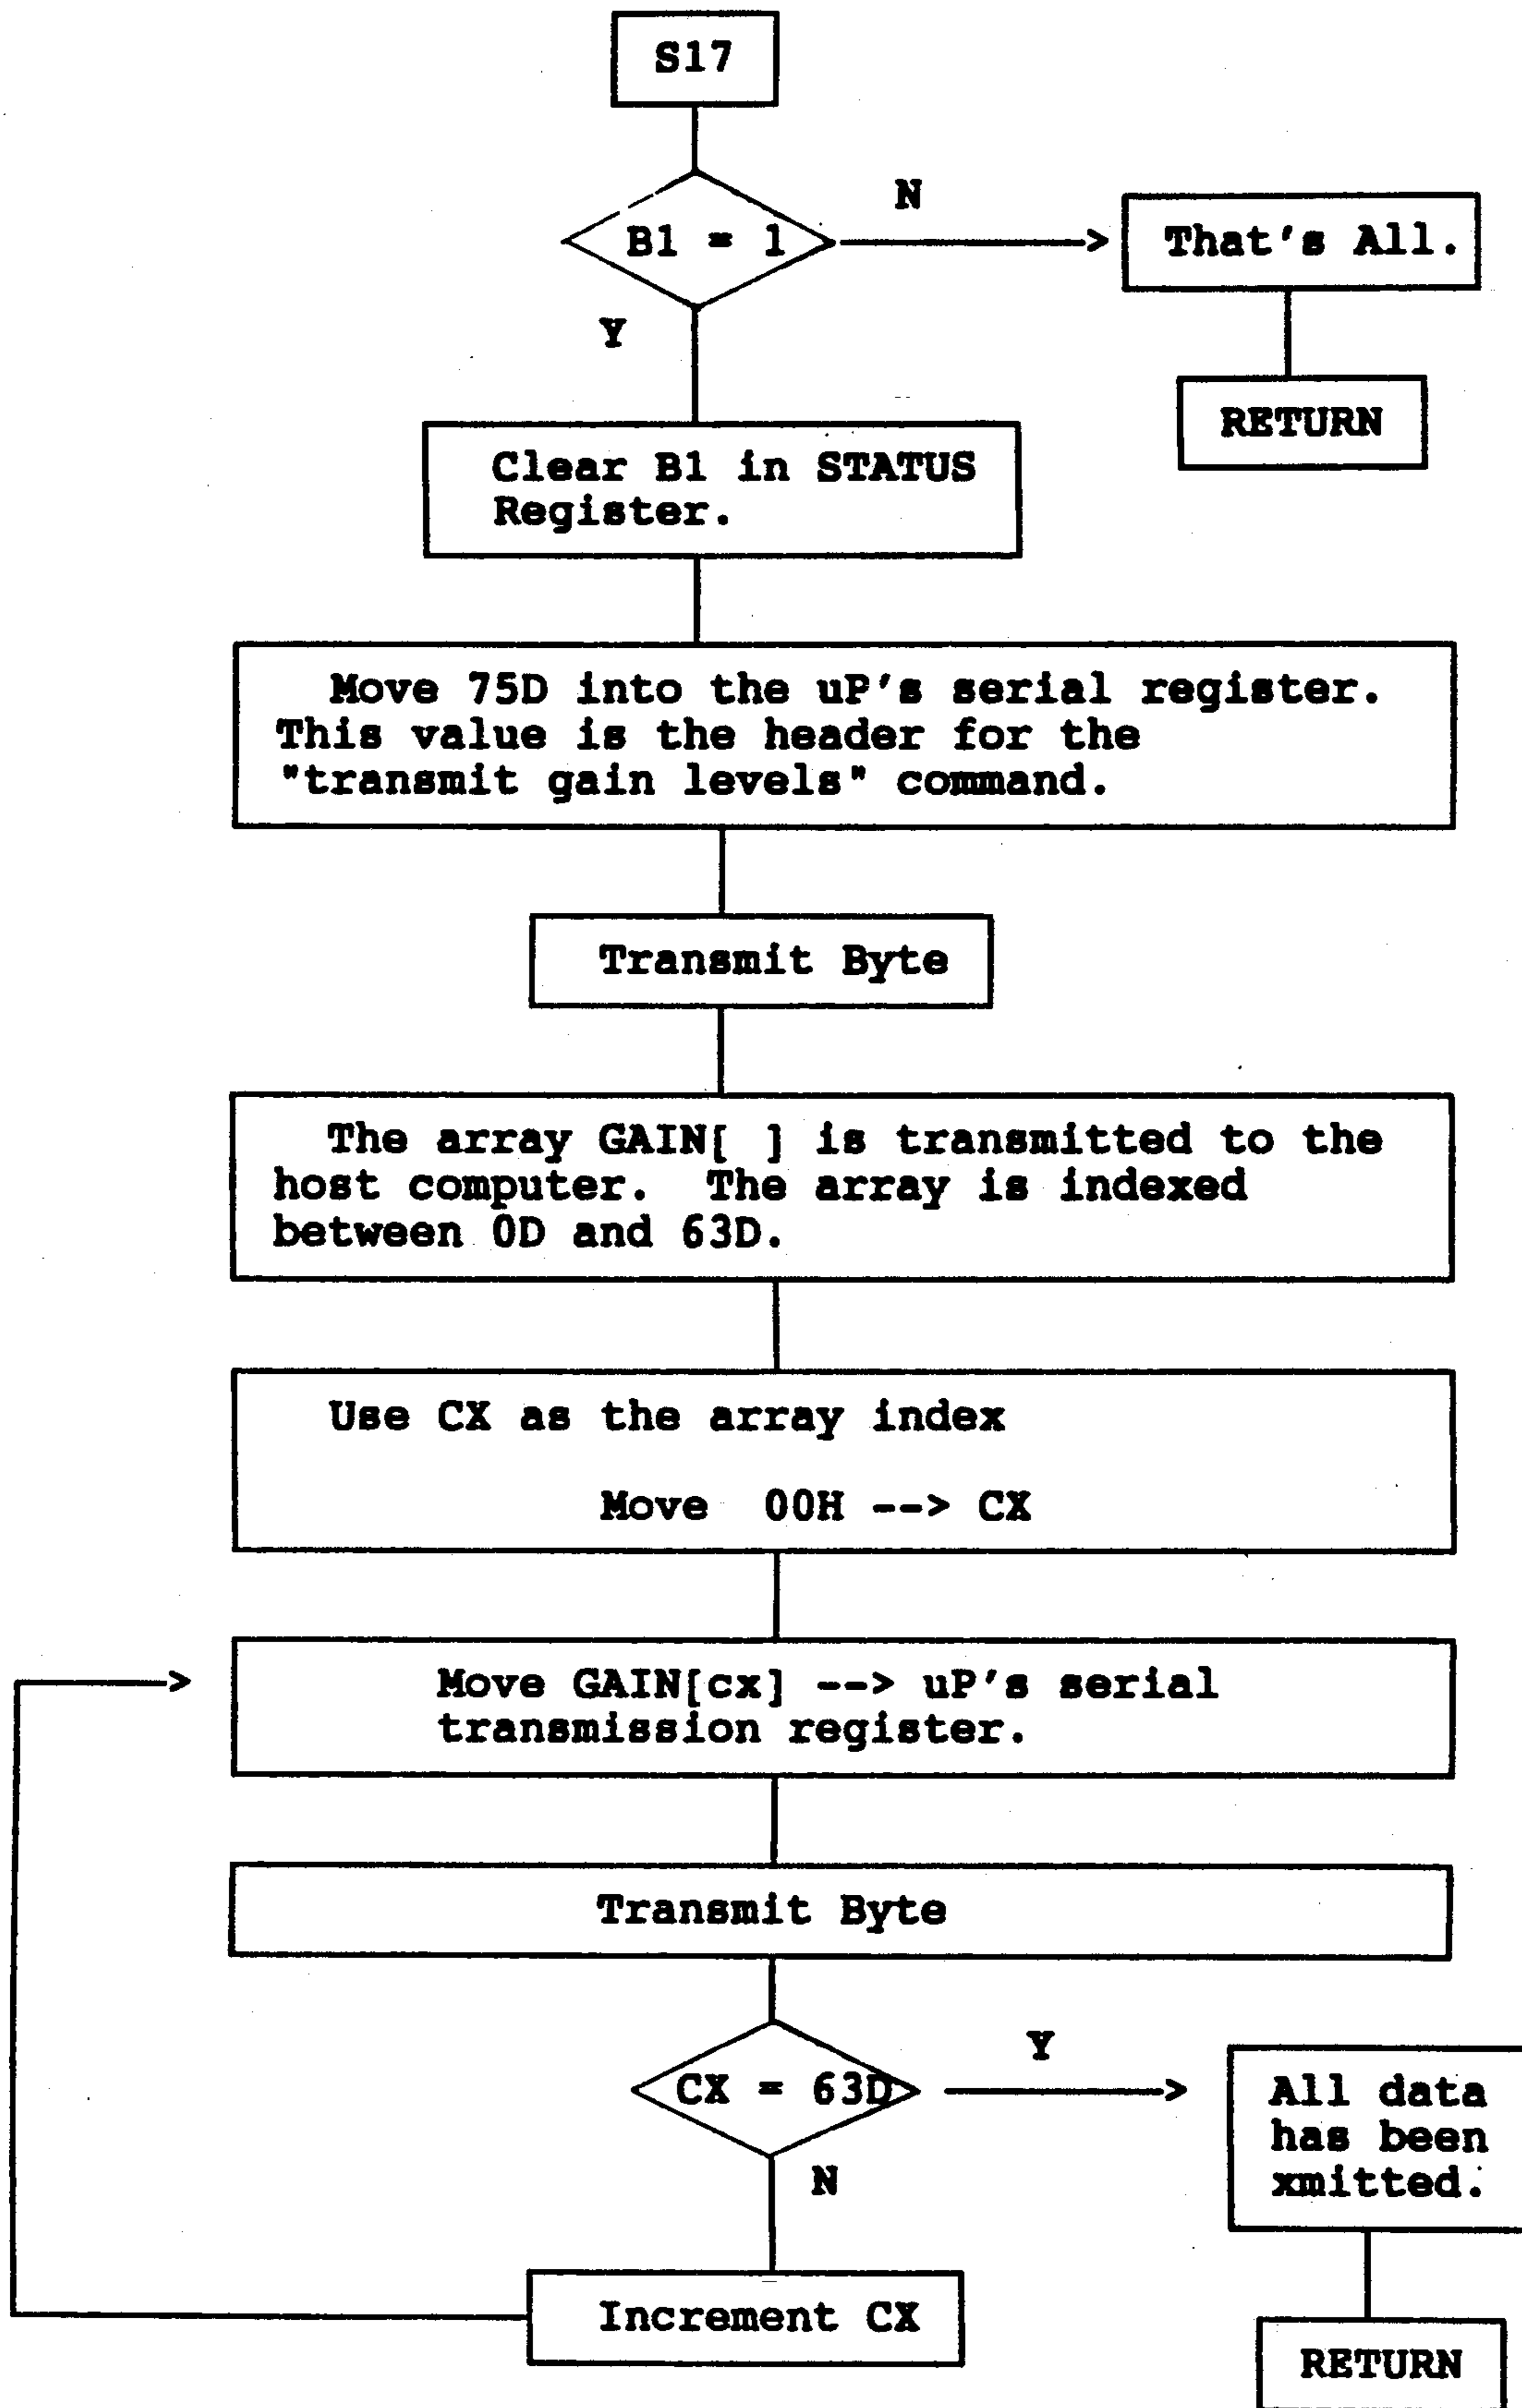 S17
B1 = 1
N
That's All.
Y
RETURN
Clear B1 in STATUS
Register.
Move 75D into the uP's serial register.
This value is the header for the
"transmit gain levels" command.
Transmit Byte
The array GAIN[ ] is transmitted to the
host computer. The array is indexed
between 0D and 63D.
Use CX as the array index
Move 00H --> CX
Move GAIN[cx] --> uP's serial
transmission register.
Transmit Byte
CX = 63D
Y
All data
has been
xmitted.
N
Increment CX
RETURN